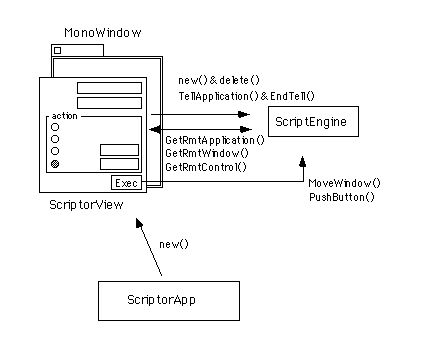 MonoWindow
new() & delete()
TellApplication() & EndTell()
action
ScriptEngine
GetRmtApplication()
GetRmtWindow()
GetRmtControl()
Exec
MoveWindow()
PushButton()
ScriptorView
new()
ScriptorApp